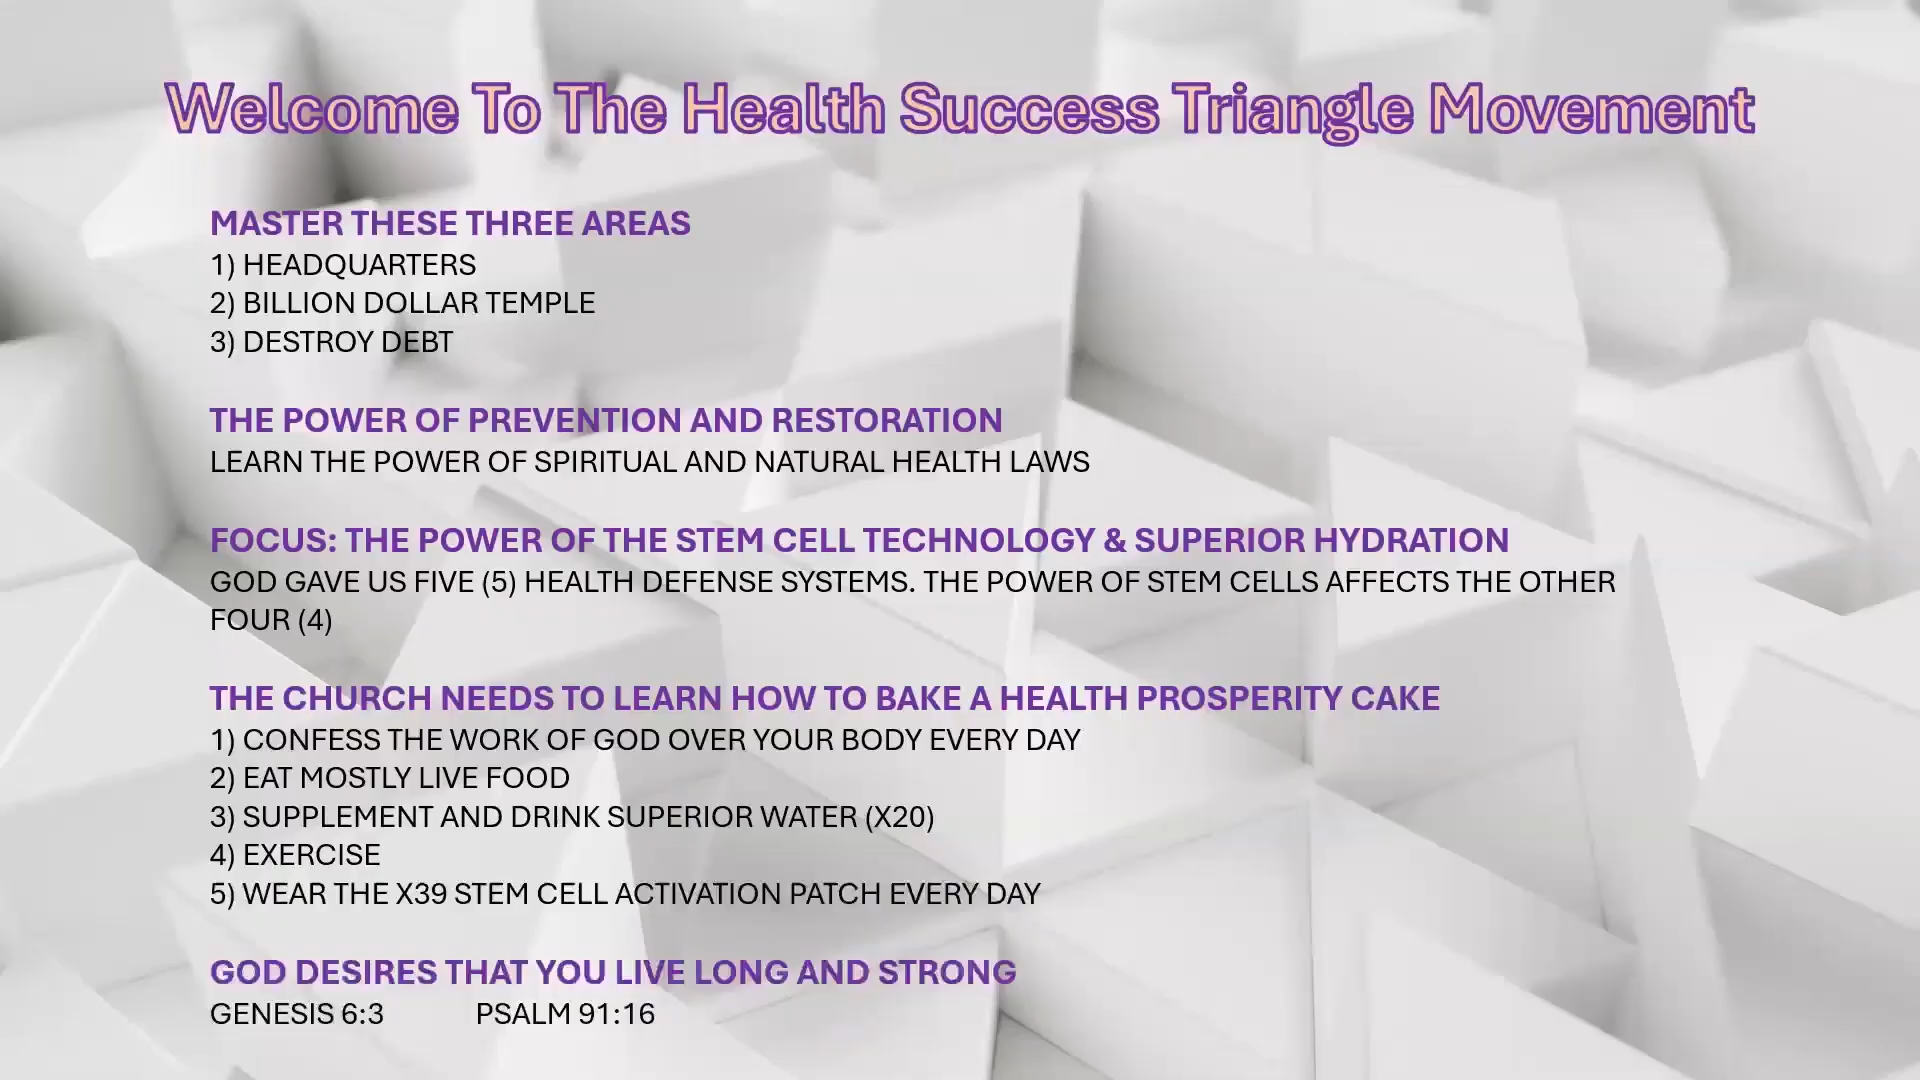 Welcome To The Health Success Triangle Movement
MASTER THESE THREE AREAS
1) HEADQUARTERS
2) BILLION DOLLAR TEMPLE
3) DESTROY DEBT
THE POWER OF PREVENTION AND RESTORATION
LEARN THE POWER OF SPIRITUAL AND NATURAL HEALTH LAWS
FOCUS: THE POWER OF THE STEM CELL TECHNOLOGY & SUPERIOR HYDRATION
GOD GAVE US FIVE (5) HEALTH DEFENSE SYSTEMS. THE POWER OF STEM CELLS AFFECTS THE OTHER
FOUR (4)
THE CHURCH NEEDS TO LEARN HOW TO BAKE A HEALTH PROSPERITY CAKE
1) CONFESS THE WORK OF GOD OVER YOUR BODY EVERY DAY
2) EAT MOSTLY LIVE FOOD
3) SUPPLEMENT AND DRINK SUPERIOR WATER (X20)
4) EXERCISE
5) WEAR THE X39 STEM CELL ACTIVATION PATCH EVERY DAY
GOD DESIRES THAT YOU LIVE LONG AND STRONG
GENESIS 6:3 PSALM 91:16